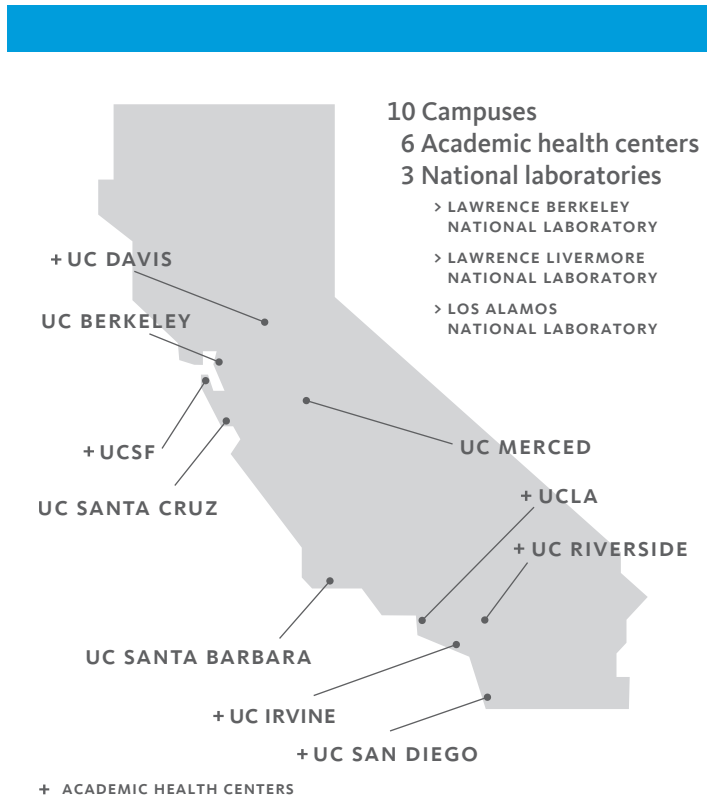 10 Campuses
6 Academic health centers
3 National laboratories
> LAWRENCE BERKELEY
NATIONAL LABORATORY
> LAWRENCE LIVERMORE
NATIONAL LABORATORY
> LOS ALAMOS
NATIONAL LABORATORY
+ UC DAVIS
UC BERKELEY
+ UCSF
UC MERCED
UC SANTA CRUZ
+ UCLA
+ UC RIVERSIDE
UC SANTA BARBARA
+ UC IRVINE
+ UC SAN DIEGO
+ ACADEMIC HEALTH CENTERS